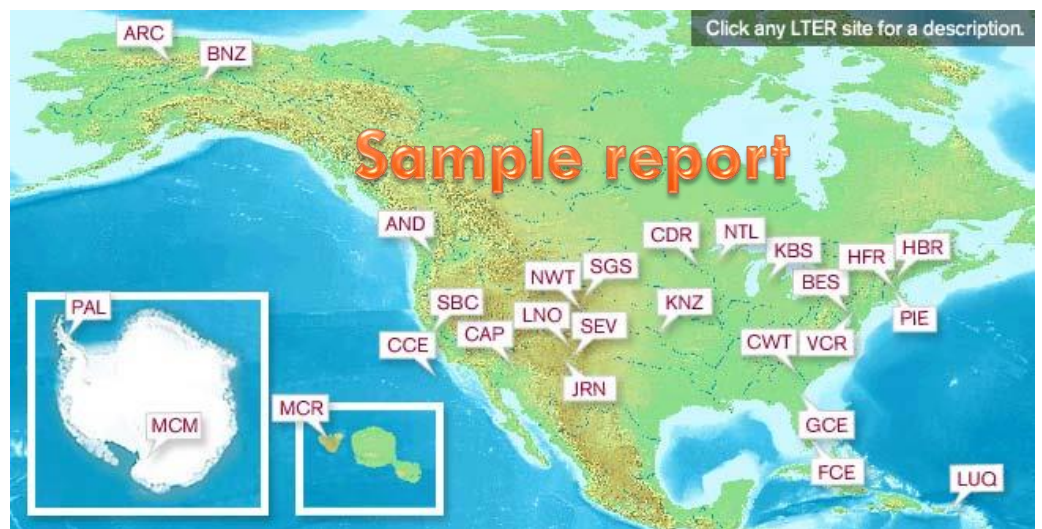 Click any LTER site for a description.
ARC
BNZ
Sample report
AND
CDR
NTL
KBS
HFR
HBR
NWT
SGS
BES
PAL
SBC
LNO
SEV
KNZ
PIE
CCE
CAP
CWT
VCR
JRN
MCR
MCM
GCE
FCE
LUQ